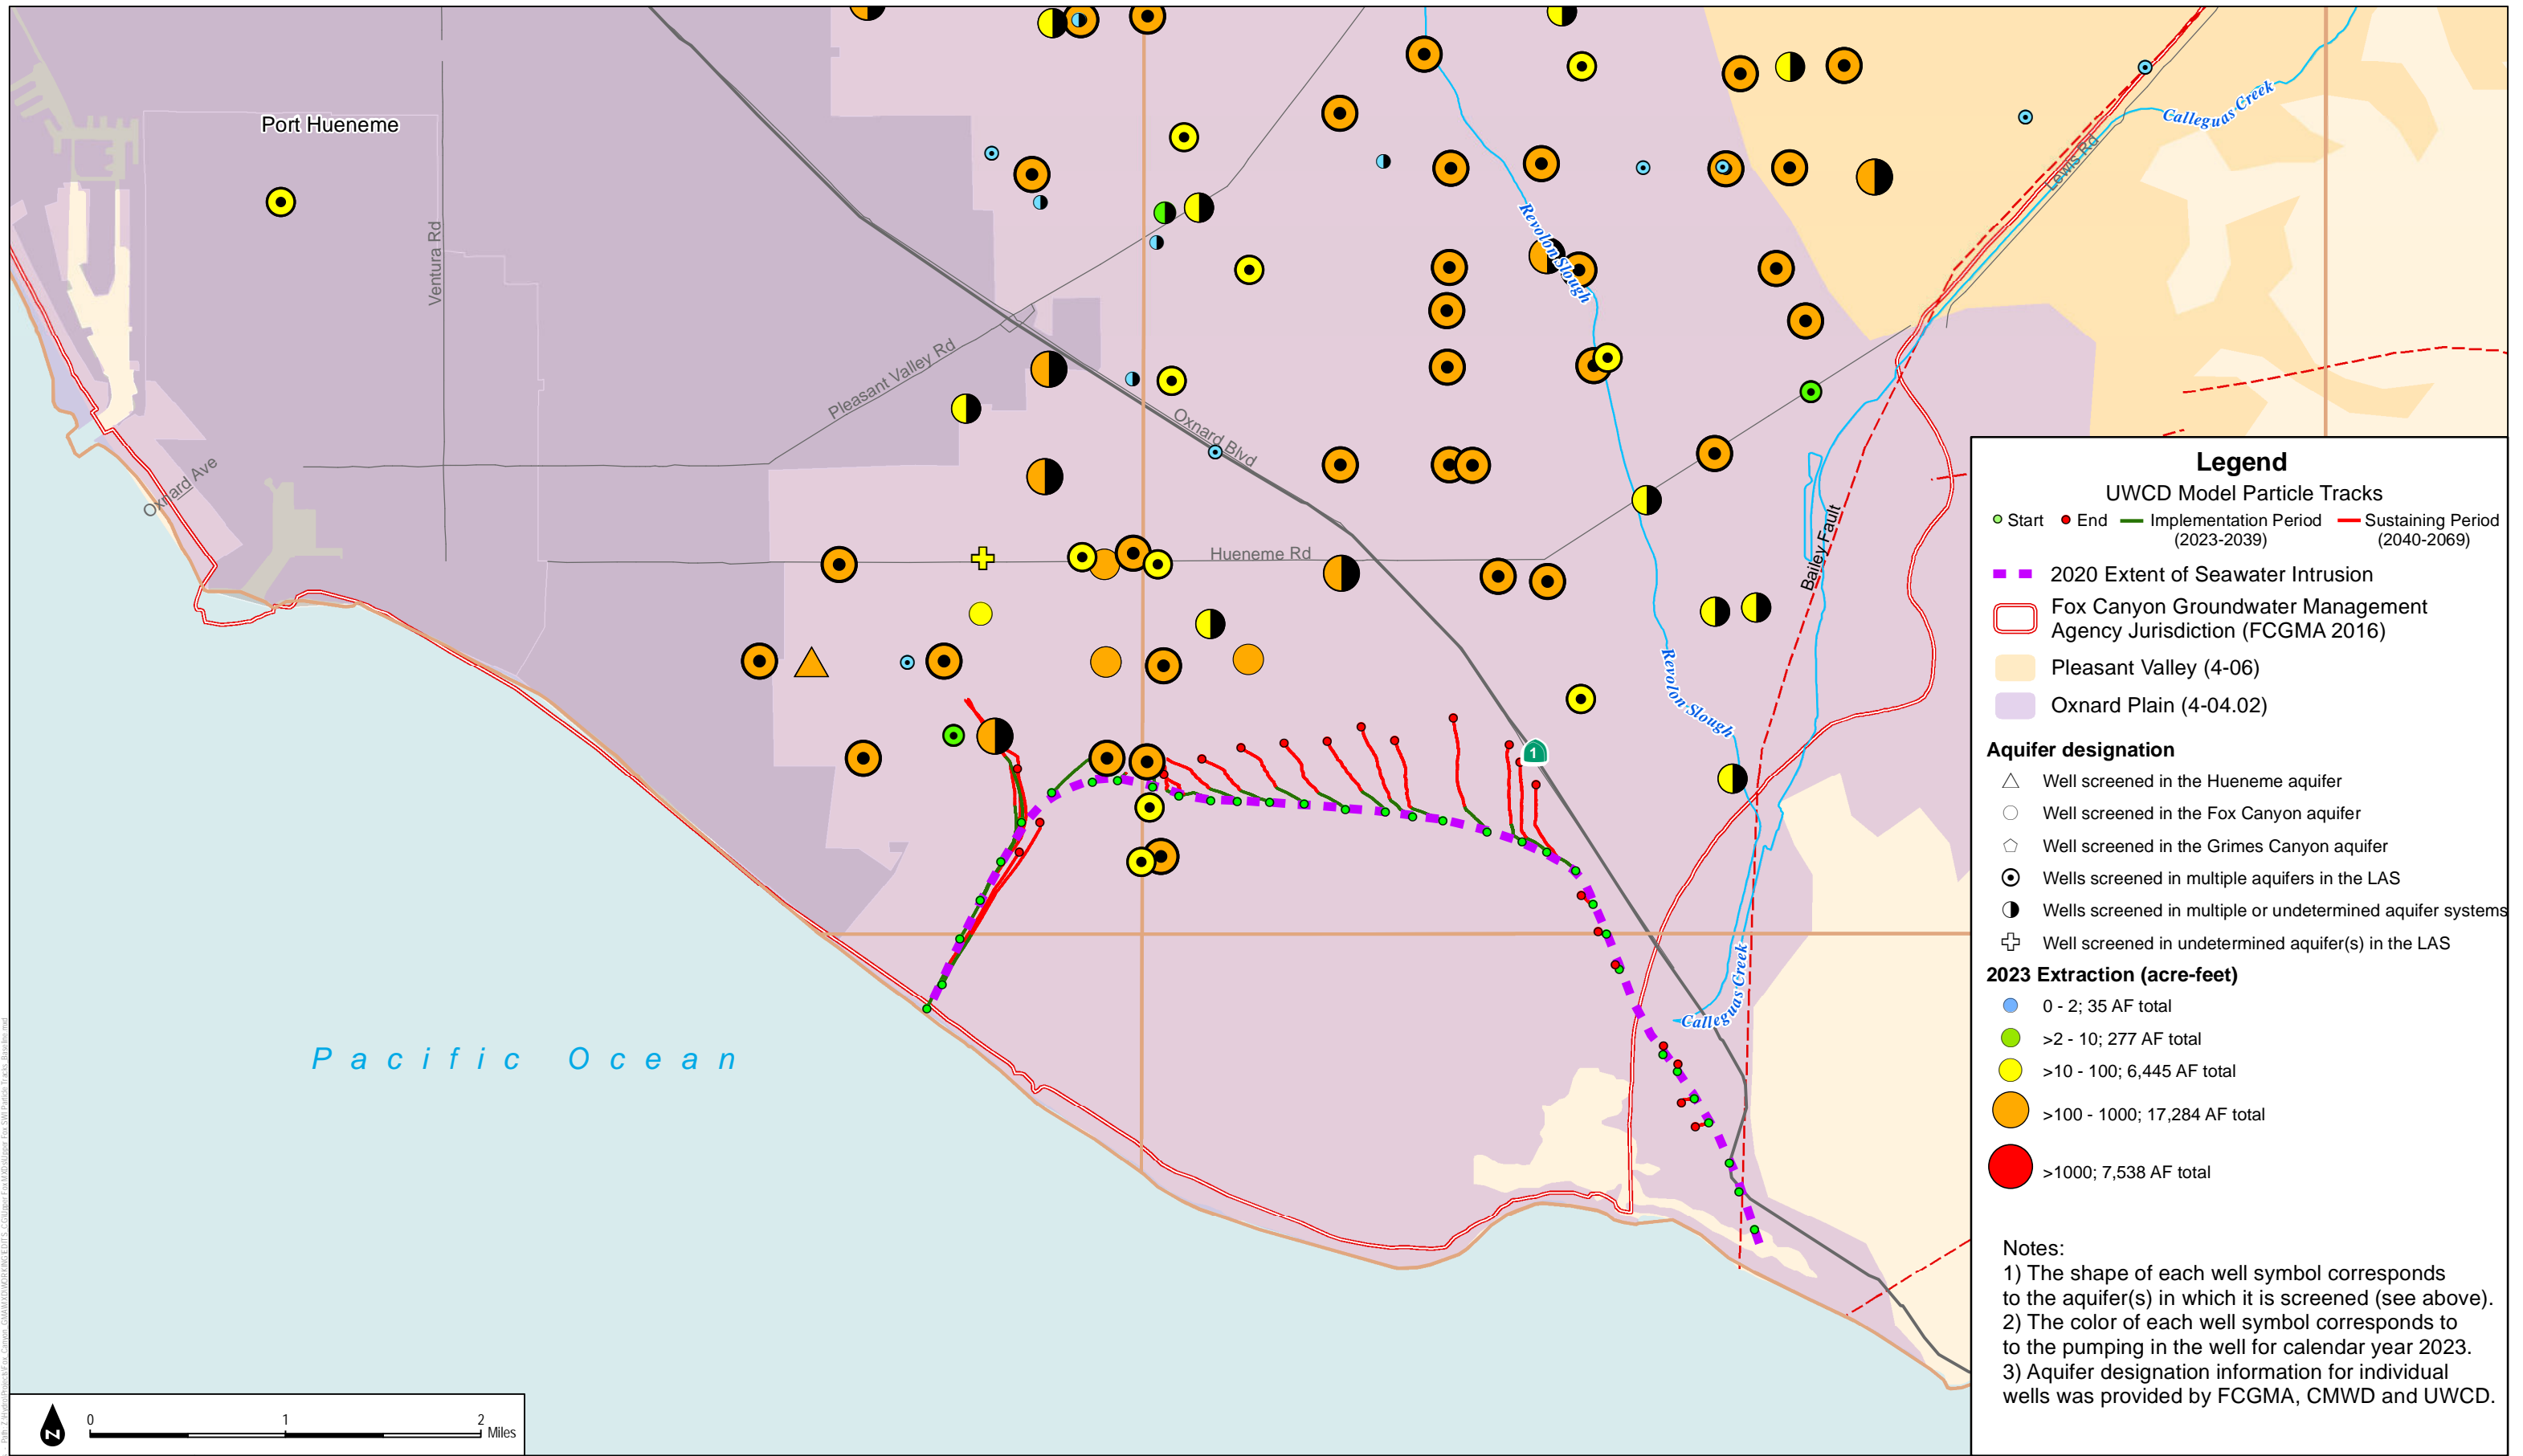 Port Hueneme
Ventura Rd
Oxnard Ave
Pleasant Valley Rd
Oxnard Blvd
Hueneme Rd
Lewis Rd
Calleguas Creek
Revolon Slough
Bailey Fault
Revolon Slough
1
Calleguas Creek
Pacific Ocean
N
0 1 2
Miles
Legend
UWCD Model Particle Tracks
Start End Implementation Period Sustaining Period
(2023-2039) (2040-2069)
2020 Extent of Seawater Intrusion
Fox Canyon Groundwater Management
Agency Jurisdiction (FCGMA 2016)
Pleasant Valley (4-06)
Oxnard Plain (4-04.02)
Aquifer designation
Well screened in the Hueneme aquifer
Well screened in the Fox Canyon aquifer
Well screened in the Grimes Canyon aquifer
Wells screened in multiple aquifers in the LAS
Wells screened in multiple or undetermined aquifer systems
Well screened in undetermined aquifer(s) in the LAS
2023 Extraction (acre-feet)
0 - 2; 35 AF total
>2 - 10; 277 AF total
>10 - 100; 6,445 AF total
>100 - 1000; 17,284 AF total
>1000; 7,538 AF total
Notes:
1) The shape of each well symbol corresponds
to the aquifer(s) in which it is screened (see above).
2) The color of each well symbol corresponds to
to the pumping in the well for calendar year 2023.
3) Aquifer designation information for individual
wells was provided by FCGMA, CMWD and UWCD.